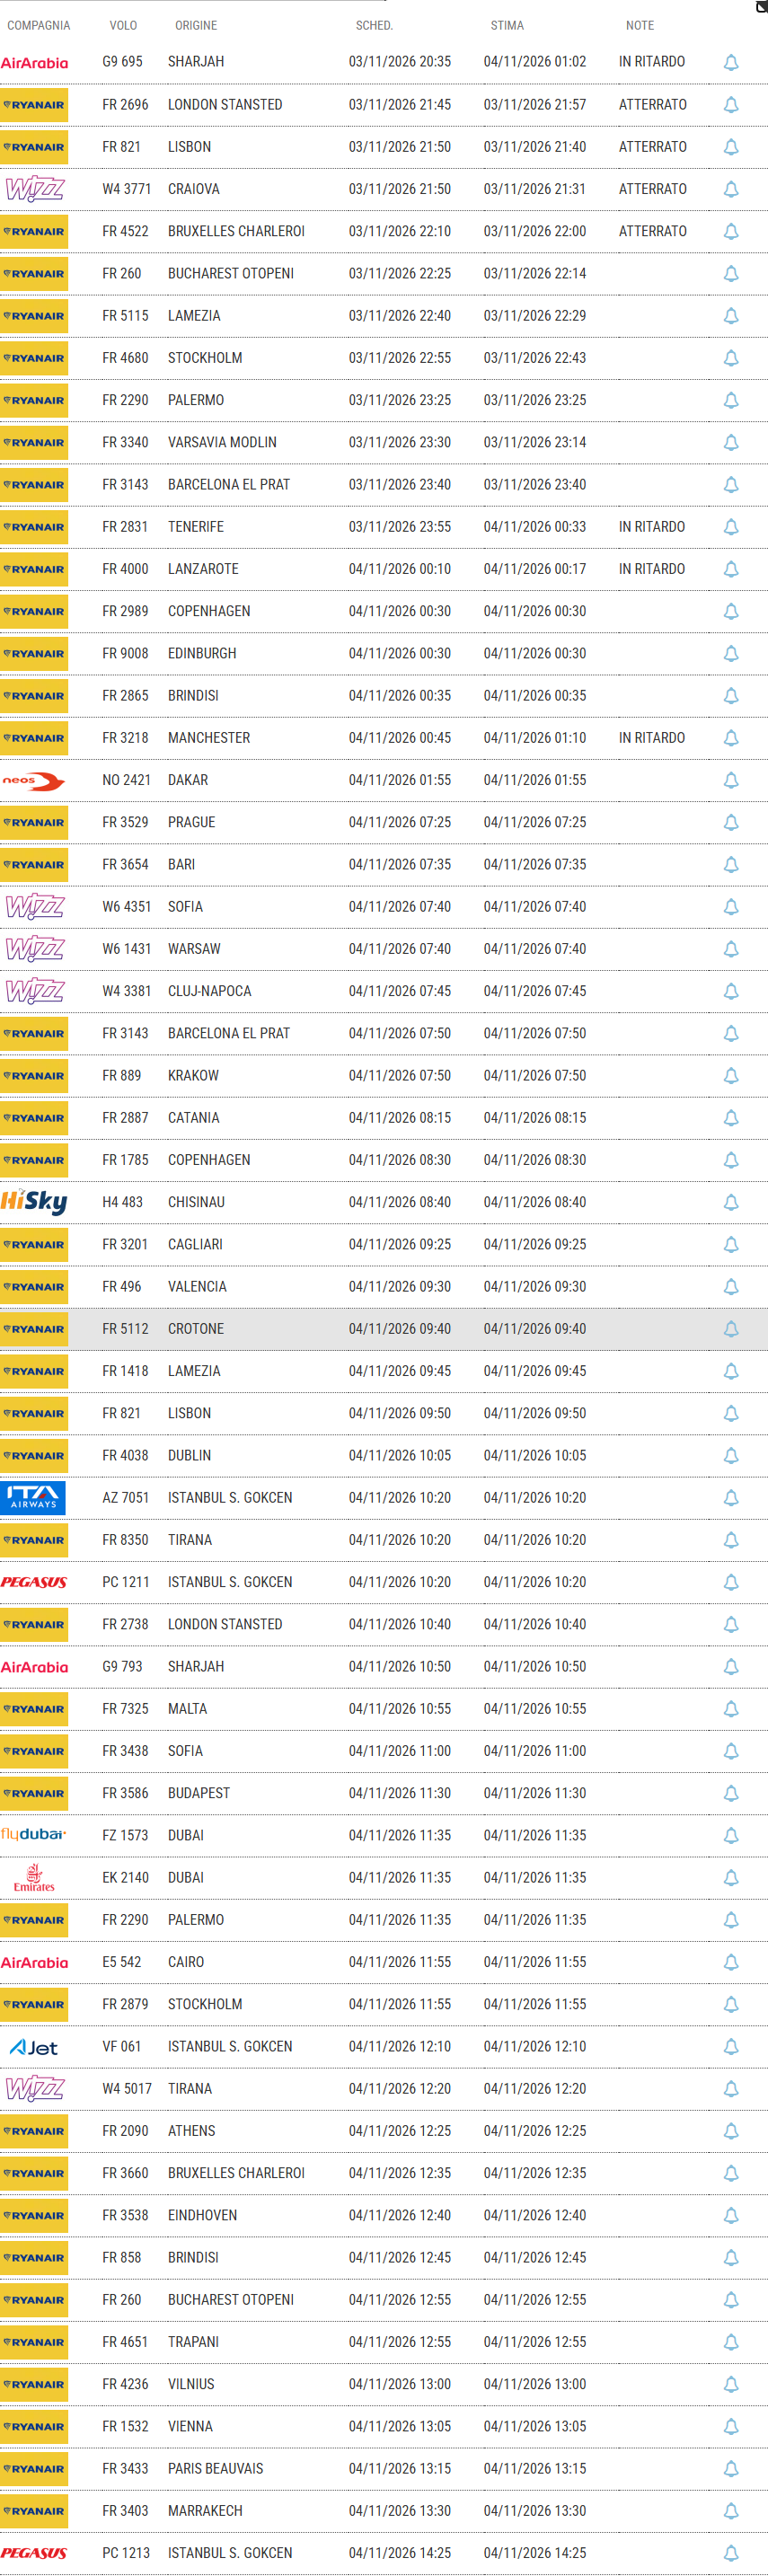 COMPAGNIA VOLO ORIGINE SCHED. STIMA NOTE
AirArabia G9 695 SHARJAH 03/11/2026 20:35 04/11/2026 01:02 IN RITARDO
RYANAIR FR 2696 LONDON STANSTED 03/11/2026 21:45 03/11/2026 21:57 ATTERRATO
RYANAIR FR 821 LISBON 03/11/2026 21:50 03/11/2026 21:40 ATTERRATO
WIZZ W4 3771 CRAIOVA 03/11/2026 21:50 03/11/2026 21:31 ATTERRATO
RYANAIR FR 4522 BRUXELLES CHARLEROI 03/11/2026 22:10 03/11/2026 22:00 ATTERRATO
RYANAIR FR 260 BUCHAREST OTOPENI 03/11/2026 22:25 03/11/2026 22:14
RYANAIR FR 5115 LAMEZIA 03/11/2026 22:40 03/11/2026 22:29
RYANAIR FR 4680 STOCKHOLM 03/11/2026 22:55 03/11/2026 22:43
RYANAIR FR 2290 PALERMO 03/11/2026 23:25 03/11/2026 23:25
RYANAIR FR 3340 VARSAVIA MODLIN 03/11/2026 23:30 03/11/2026 23:14
RYANAIR FR 3143 BARCELONA EL PRAT 03/11/2026 23:40 03/11/2026 23:40
RYANAIR FR 2831 TENERIFE 03/11/2026 23:55 04/11/2026 00:33 IN RITARDO
RYANAIR FR 4000 LANZAROTE 04/11/2026 00:10 04/11/2026 00:17 IN RITARDO
RYANAIR FR 2989 COPENHAGEN 04/11/2026 00:30 04/11/2026 00:30
RYANAIR FR 9008 EDINBURGH 04/11/2026 00:30 04/11/2026 00:30
RYANAIR FR 2865 BRINDISI 04/11/2026 00:35 04/11/2026 00:35
RYANAIR FR 3218 MANCHESTER 04/11/2026 00:45 04/11/2026 01:10 IN RITARDO
neos NO 2421 DAKAR 04/11/2026 01:55 04/11/2026 01:55
RYANAIR FR 3529 PRAGUE 04/11/2026 07:25 04/11/2026 07:25
RYANAIR FR 3654 BARI 04/11/2026 07:35 04/11/2026 07:35
WIZZ W6 4351 SOFIA 04/11/2026 07:40 04/11/2026 07:40
WIZZ W6 1431 WARSAW 04/11/2026 07:40 04/11/2026 07:40
WIZZ W4 3381 CLUJ-NAPOCA 04/11/2026 07:45 04/11/2026 07:45
RYANAIR FR 3143 BARCELONA EL PRAT 04/11/2026 07:50 04/11/2026 07:50
RYANAIR FR 889 KRAKOW 04/11/2026 07:50 04/11/2026 07:50
RYANAIR FR 2887 CATANIA 04/11/2026 08:15 04/11/2026 08:15
RYANAIR FR 1785 COPENHAGEN 04/11/2026 08:30 04/11/2026 08:30
HiSky H4 483 CHISINAU 04/11/2026 08:40 04/11/2026 08:40
RYANAIR FR 3201 CAGLIARI 04/11/2026 09:25 04/11/2026 09:25
RYANAIR FR 496 VALENCIA 04/11/2026 09:30 04/11/2026 09:30
RYANAIR FR 5112 CROTONE 04/11/2026 09:40 04/11/2026 09:40
RYANAIR FR 1418 LAMEZIA 04/11/2026 09:45 04/11/2026 09:45
RYANAIR FR 821 LISBON 04/11/2026 09:50 04/11/2026 09:50
RYANAIR FR 4038 DUBLIN 04/11/2026 10:05 04/11/2026 10:05
ITA AIRWAYS AZ 7051 ISTANBUL S. GOKCEN 04/11/2026 10:20 04/11/2026 10:20
RYANAIR FR 8350 TIRANA 04/11/2026 10:20 04/11/2026 10:20
PEGASUS PC 1211 ISTANBUL S. GOKCEN 04/11/2026 10:20 04/11/2026 10:20
RYANAIR FR 2738 LONDON STANSTED 04/11/2026 10:40 04/11/2026 10:40
AirArabia G9 793 SHARJAH 04/11/2026 10:50 04/11/2026 10:50
RYANAIR FR 7325 MALTA 04/11/2026 10:55 04/11/2026 10:55
RYANAIR FR 3438 SOFIA 04/11/2026 11:00 04/11/2026 11:00
RYANAIR FR 3586 BUDAPEST 04/11/2026 11:30 04/11/2026 11:30
flydubai FZ 1573 DUBAI 04/11/2026 11:35 04/11/2026 11:35
Emirates EK 2140 DUBAI 04/11/2026 11:35 04/11/2026 11:35
RYANAIR FR 2290 PALERMO 04/11/2026 11:35 04/11/2026 11:35
AirArabia E5 542 CAIRO 04/11/2026 11:55 04/11/2026 11:55
RYANAIR FR 2879 STOCKHOLM 04/11/2026 11:55 04/11/2026 11:55
AJet VF 061 ISTANBUL S. GOKCEN 04/11/2026 12:10 04/11/2026 12:10
WIZZ W4 5017 TIRANA 04/11/2026 12:20 04/11/2026 12:20
RYANAIR FR 2090 ATHENS 04/11/2026 12:25 04/11/2026 12:25
RYANAIR FR 3660 BRUXELLES CHARLEROI 04/11/2026 12:35 04/11/2026 12:35
RYANAIR FR 3538 EINDHOVEN 04/11/2026 12:40 04/11/2026 12:40
RYANAIR FR 858 BRINDISI 04/11/2026 12:45 04/11/2026 12:45
RYANAIR FR 260 BUCHAREST OTOPENI 04/11/2026 12:55 04/11/2026 12:55
RYANAIR FR 4651 TRAPANI 04/11/2026 12:55 04/11/2026 12:55
RYANAIR FR 4236 VILNIUS 04/11/2026 13:00 04/11/2026 13:00
RYANAIR FR 1532 VIENNA 04/11/2026 13:05 04/11/2026 13:05
RYANAIR FR 3433 PARIS BEAUVAIS 04/11/2026 13:15 04/11/2026 13:15
RYANAIR FR 3403 MARRAKECH 04/11/2026 13:30 04/11/2026 13:30
PEGASUS PC 1213 ISTANBUL S. GOKCEN 04/11/2026 14:25 04/11/2026 14:25